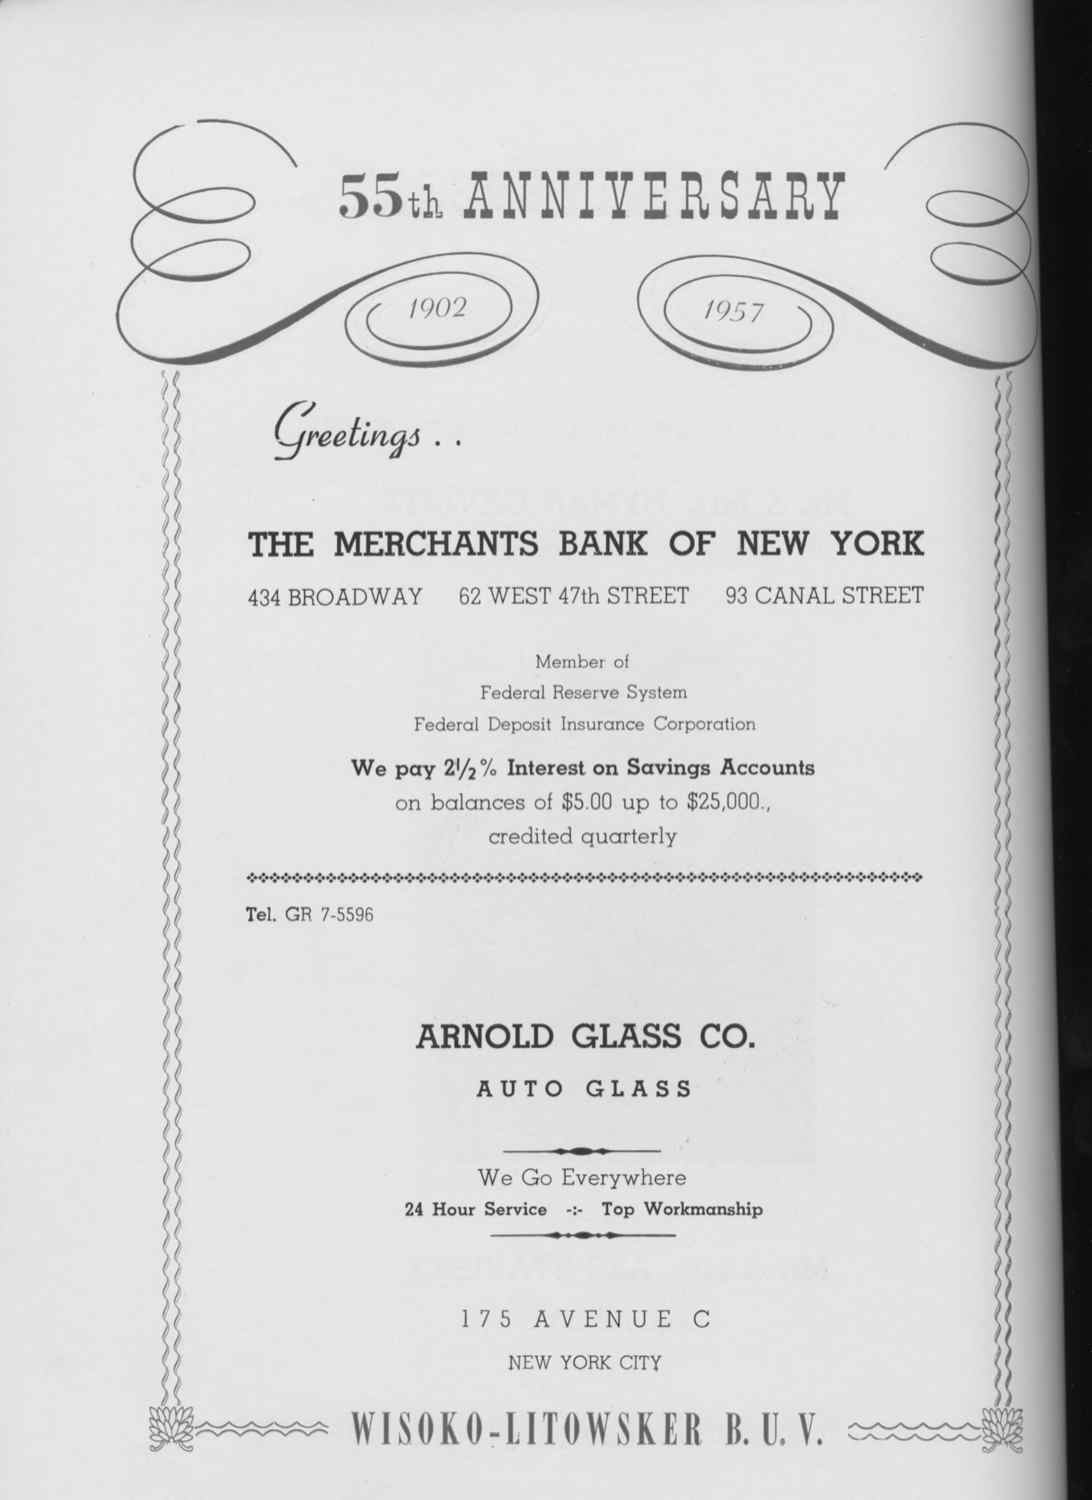 55th ANNIVERSARY
1902 1957
Greetings . .
THE MERCHANTS BANK OF NEW YORK
434 BROADWAY 62 WEST 47th STREET 93 CANAL STREET
Member of
Federal Reserve System
Federal Deposit Insurance Corporation
We pay 2½% Interest on Savings Accounts
on balances of $5.00 up to $25,000.,
credited quarterly
Tel. GR 7-5596
ARNOLD GLASS CO.
AUTO GLASS
We Go Everywhere
24 Hour Service -:- Top Workmanship
175 AVENUE C
NEW YORK CITY
WISOKO-LITOWSKER B. U. V.